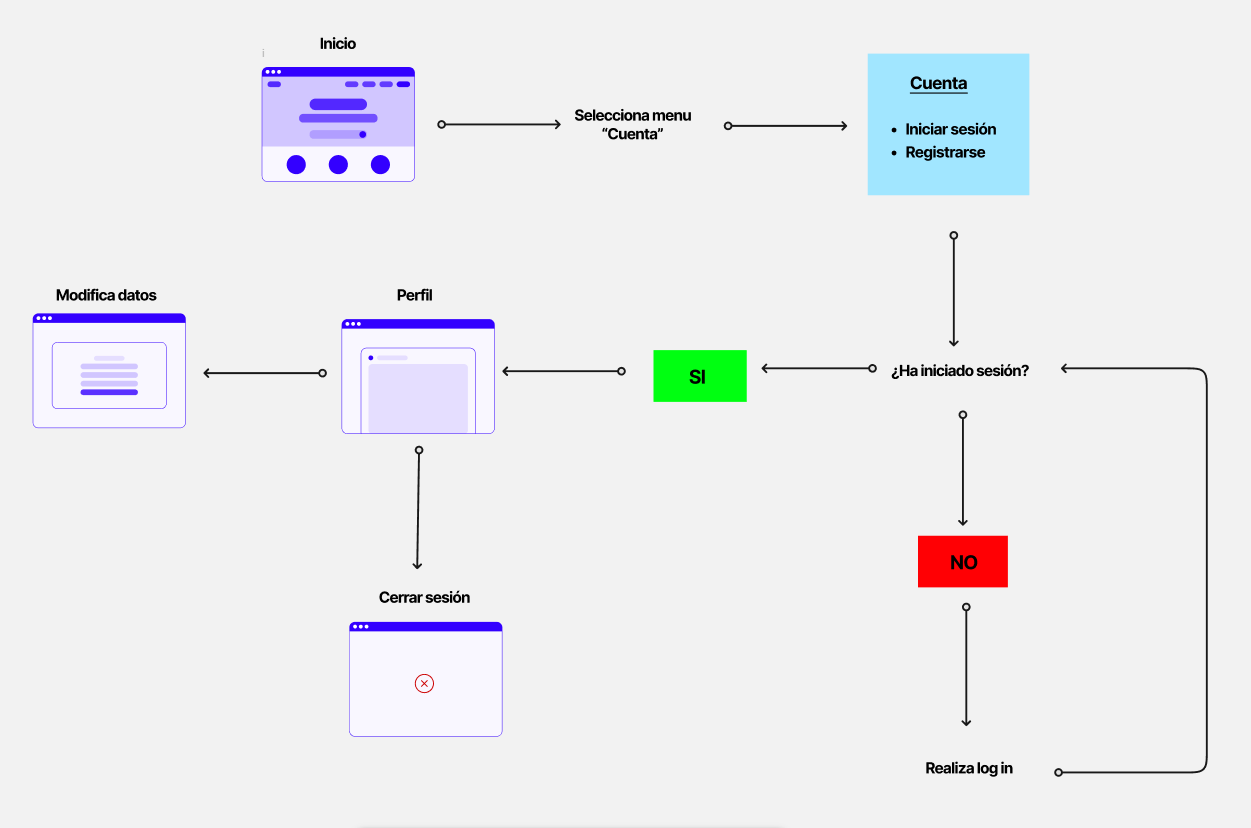 Inicio
i
Selecciona menu
“Cuenta”
Cuenta
• Iniciar sesión
• Registrarse
Modifica datos
Perfil
SI
¿Ha iniciado sesión?
NO
Cerrar sesión
Realiza log in